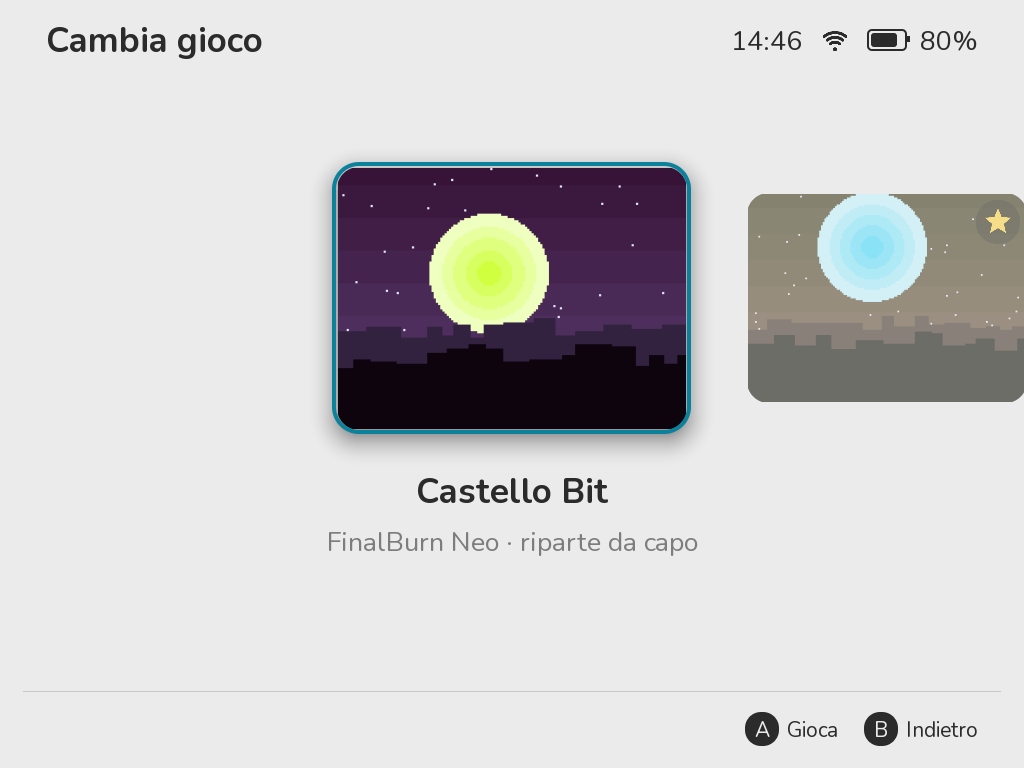 Cambia gioco
14:46 80%
Castello Bit
FinalBurn Neo · riparte da capo
A Gioca B Indietro